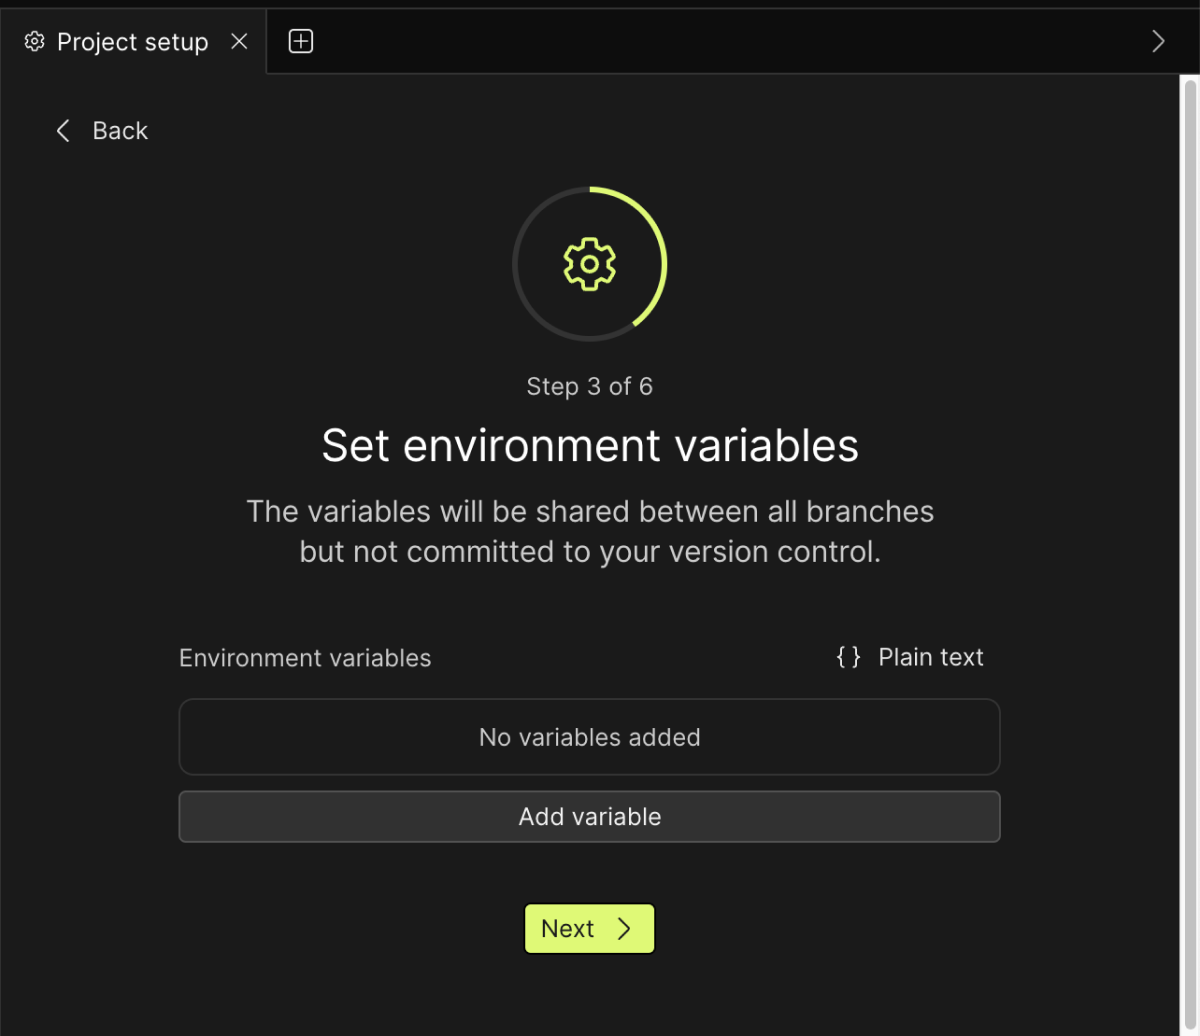 Project setup
Back
Step 3 of 6
Set environment variables
The variables will be shared between all branches
but not committed to your version control.
Environment variables
{ } Plain text
No variables added
Add variable
Next